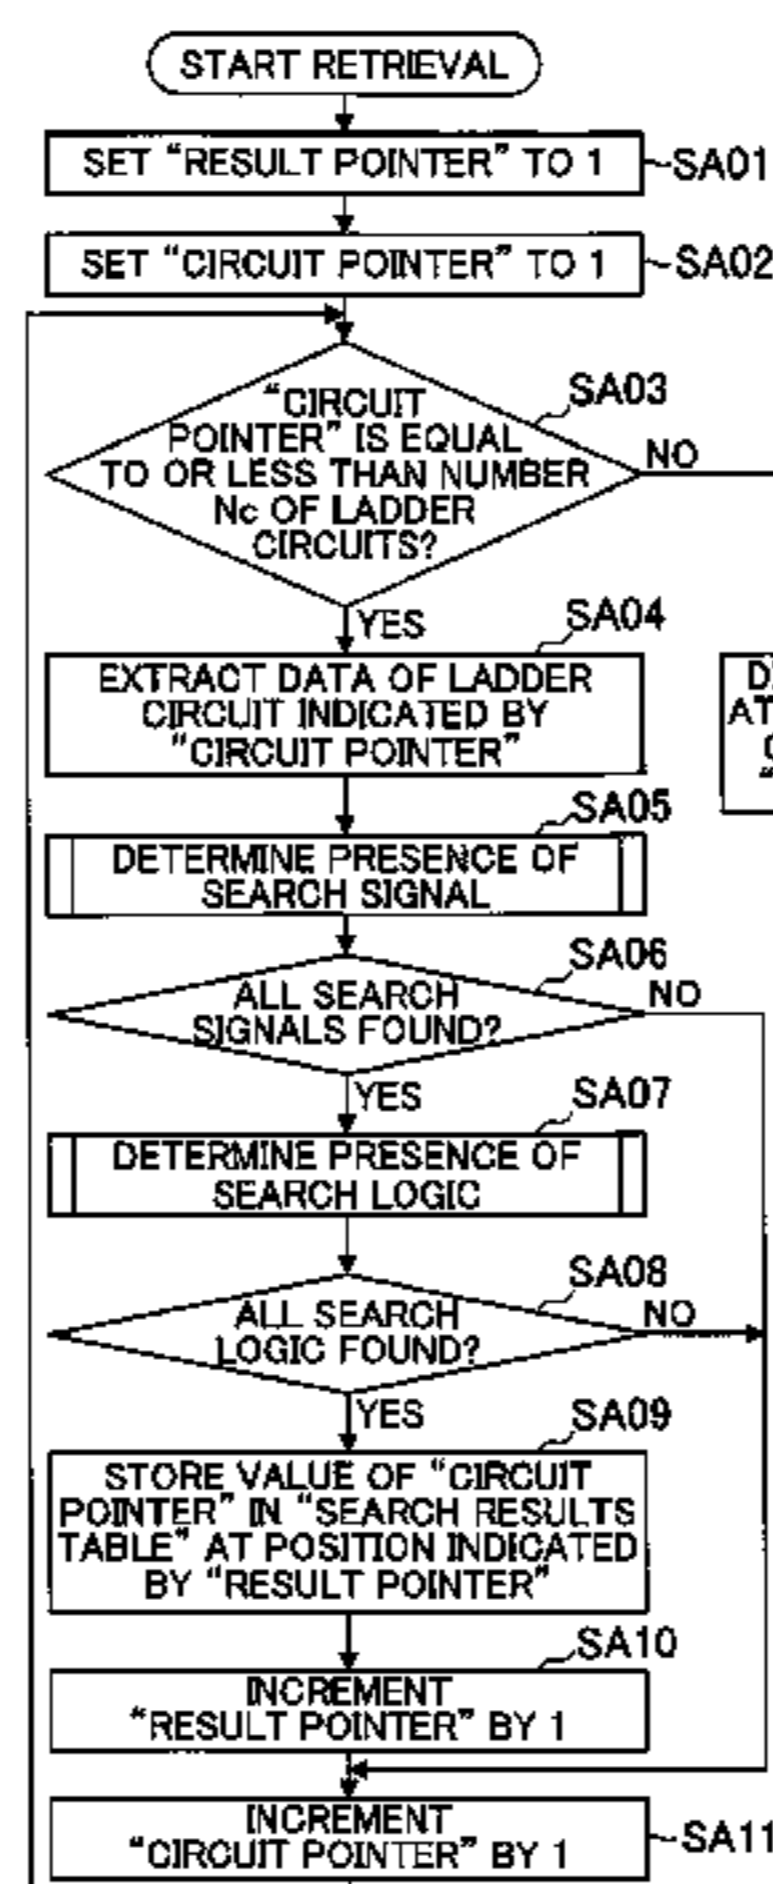 START RETRIEVAL
SET “RESULT POINTER” TO 1
SA01
SET “CIRCUIT POINTER” TO 1
SA02
SA03
“CIRCUIT
POINTER” IS EQUAL
TO OR LESS THAN NUMBER
Nc OF LADDER
CIRCUITS?
NO
YES
SA04
EXTRACT DATA OF LADDER
CIRCUIT INDICATED BY
“CIRCUIT POINTER”
AT
SA05
DETERMINE PRESENCE OF
SEARCH SIGNAL
SA06
ALL SEARCH
SIGNALS FOUND?
NO
YES
SA07
DETERMINE PRESENCE OF
SEARCH LOGIC
SA08
ALL SEARCH
LOGIC FOUND?
NO
YES
SA09
STORE VALUE OF “CIRCUIT
POINTER” IN “SEARCH RESULTS
TABLE” AT POSITION INDICATED
BY “RESULT POINTER”
SA10
INCREMENT
“RESULT POINTER” BY 1
INCREMENT
“CIRCUIT POINTER” BY 1
SA11